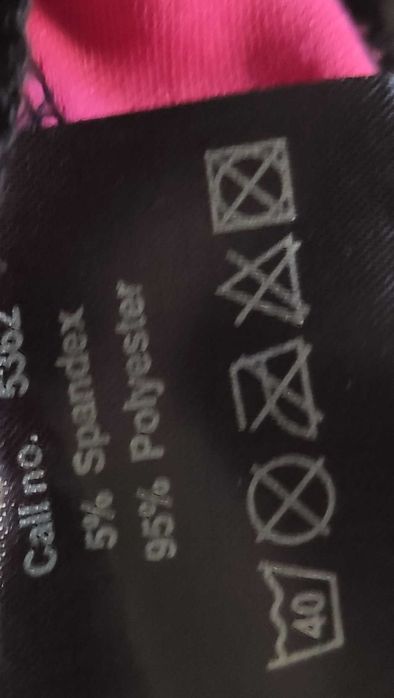 Call no. 5362
5% Spandex
95% Polyester
40